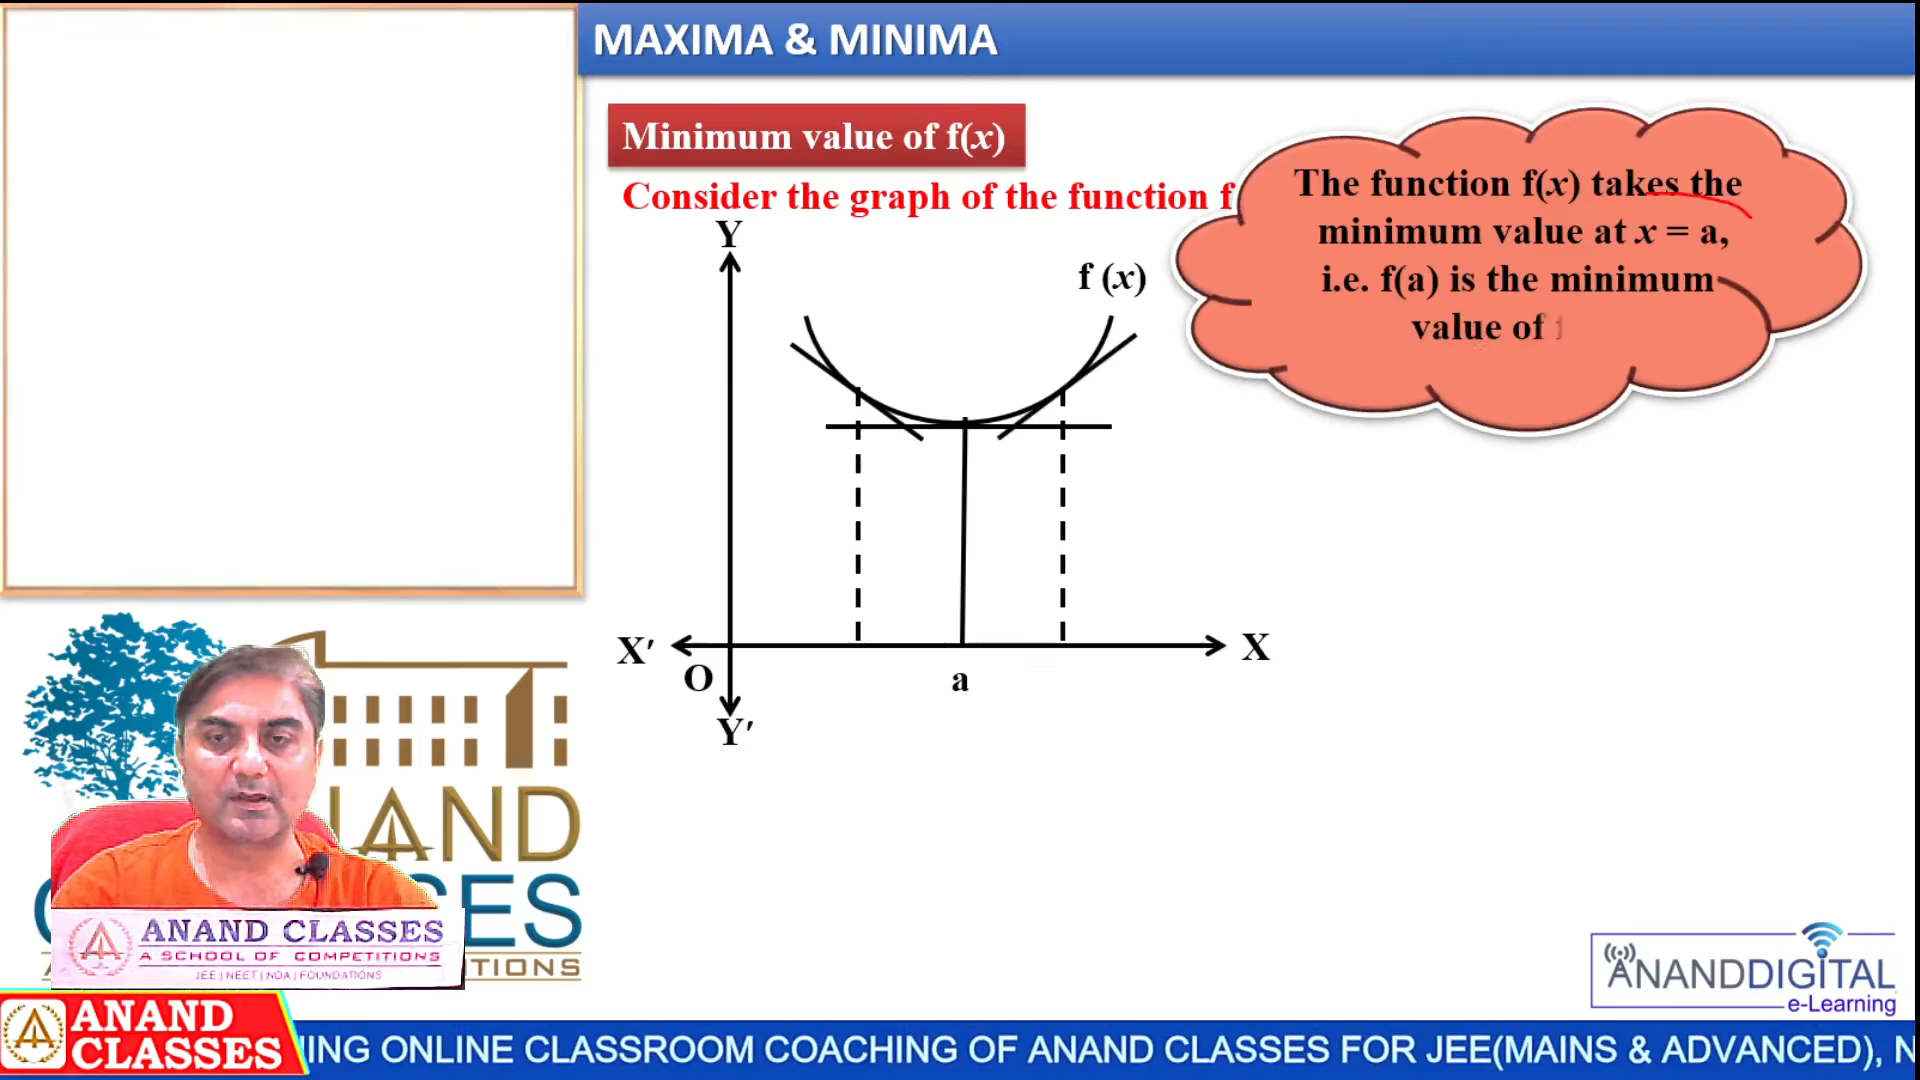 MAXIMA & MINIMA
Minimum value of f(x)
Consider the graph of the function f
The function f(x) takes the
minimum value at x = a,
i.e. f(a) is the minimum
value of
Y
f (x)
X′
X
O
a
Y′
ANAND CLASSES
A SCHOOL OF COMPETITIONS
JEE | NEET | NDA | FOUNDATIONS
ANANDDIGITAL
e-Learning
ANAND
CLASSES
NING ONLINE CLASSROOM COACHING OF ANAND CLASSES FOR JEE(MAINS & ADVANCED), N